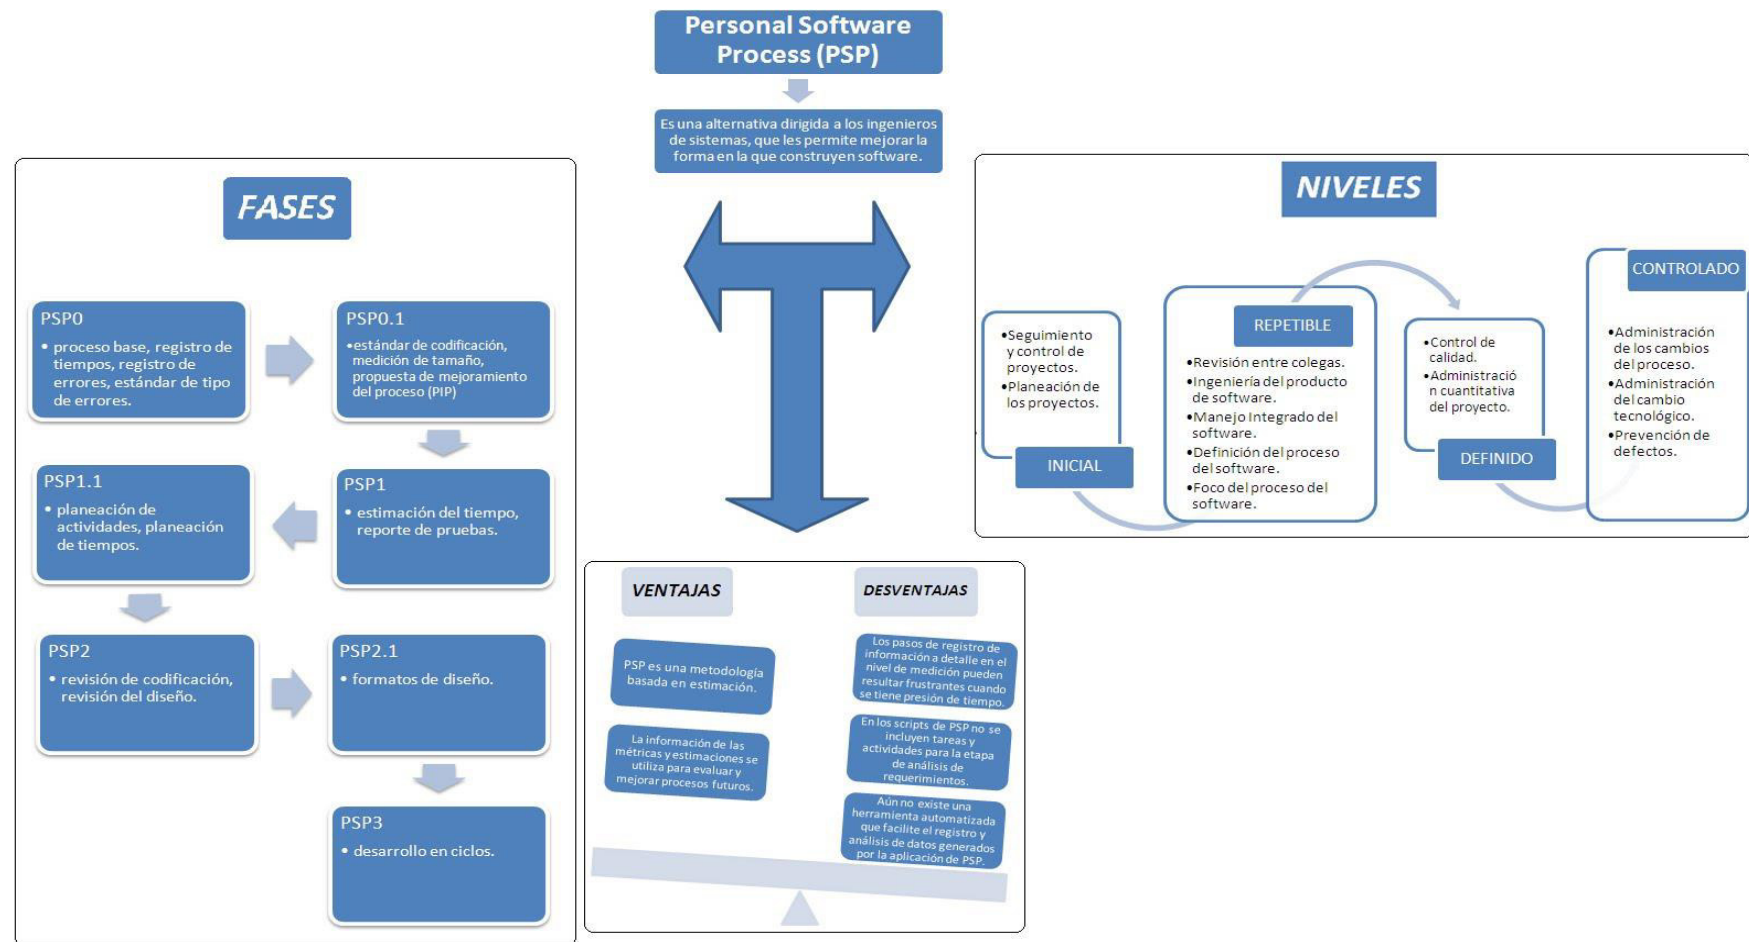 Personal Software
Process (PSP)
Es una alternativa dirigida a los ingenieros
de sistemas, que les permite mejorar la
forma en la que construyen software.
FASES
PSP0
• proceso base, registro de
tiempos, registro de
errores, estándar de tipo
de errores.
PSP0.1
•estándar de codificación,
medición de tamaño,
propuesta de mejoramiento
del proceso (PIP)
PSP1.1
• planeación de
actividades, planeación
de tiempos.
PSP1
• estimación del tiempo,
reporte de pruebas.
PSP2
• revisión de codificación,
revisión del diseño.
PSP2.1
• formatos de diseño.
PSP3
• desarrollo en ciclos.
VENTAJAS
PSP es una metodología
basada en estimación.
La información de las
métricas y estimaciones se
utiliza para evaluar y
mejorar procesos futuros.
DESVENTAJAS
Los pasos de registro de
información a detalle en el
nivel de medición pueden
resultar frustrantes cuando
se tiene presión de tiempo.
En los scripts de PSP no se
incluyen tareas y
actividades para la etapa
de análisis de
requerimientos.
Aún no existe una
herramienta automatizada
que facilite el registro y
análisis de datos generados
por la aplicación de PSP.
NIVELES
•Seguimiento
y control de
proyectos.
•Planeación de
los proyectos.
INICIAL
REPETIBLE
•Revisión entre colegas.
•Ingeniería del producto
de software.
•Manejo Integrado del
software.
•Definición del proceso
del software.
•Foco del proceso del
software.
•Control de
calidad.
•Administració
n cuantitativa
del proyecto.
DEFINIDO
CONTROLADO
•Administración
de los cambios
del proceso.
•Administración
del cambio
tecnológico.
•Prevención de
defectos.